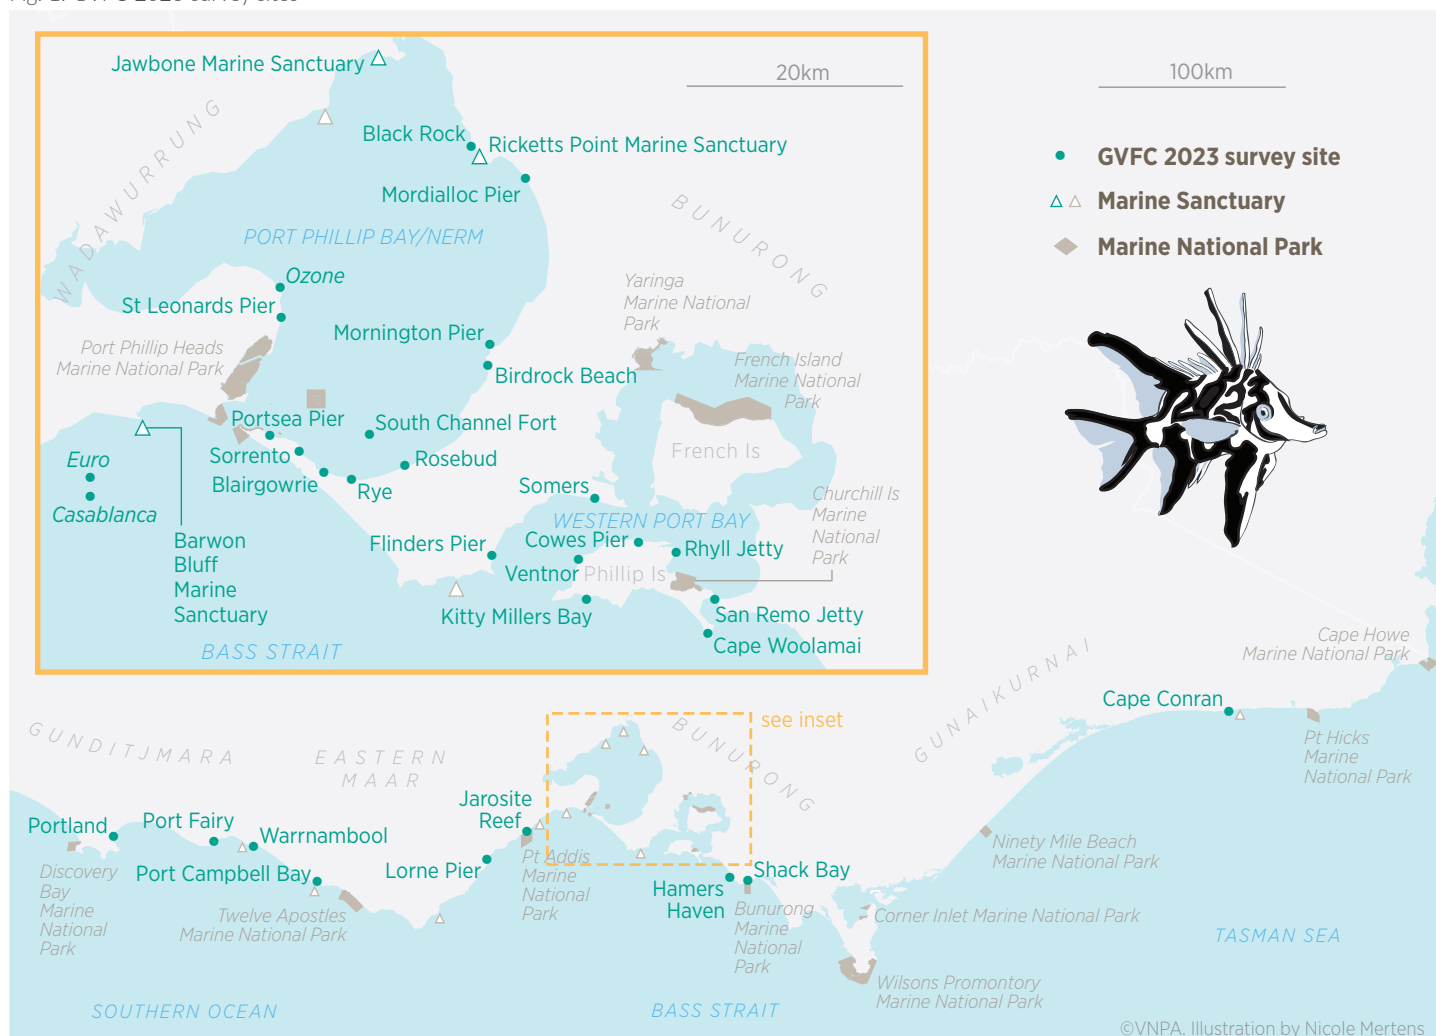 Fig. 1: GVFC 2023 survey sites
Jawbone Marine Sanctuary
20km
100km
WADAWURRUNG
Black Rock
Ricketts Point Marine Sanctuary
Mordialloc Pier
GVFC 2023 survey site
Marine Sanctuary
Marine National Park
BUNURONG
PORT PHILLIP BAY/NERM
Ozone
St Leonards Pier
Yaringa
Marine National
Park
Mornington Pier
Port Phillip Heads
Marine National Park
French Island
Marine National
Park
Birdrock Beach
Portsea Pier
South Channel Fort
French Is
Sorrento
Rosebud
Euro
Blairgowrie
Rye
Somers
Churchill Is
Marine
National
Park
Casablanca
WESTERN PORT BAY
Barwon
Bluff
Marine
Sanctuary
Flinders Pier
Cowes Pier
Rhyll Jetty
Ventnor
Phillip Is
Kitty Millers Bay
San Remo Jetty
Cape Woolamai
BASS STRAIT
2023
Cape Howe
Marine National Park
GUNAIKURNAI
Cape Conran
see inset
GUNDITJMARA
EASTERN
MAAR
BUNURONG
Pt Hicks
Marine
National Park
Jarosite
Reef
Portland
Port Fairy
Warrnambool
Port Campbell Bay
Lorne Pier
Pt Addis
Marine
National
Park
Ninety Mile Beach
Marine National Park
Shack Bay
Hamers
Haven
Discovery
Bay
Marine
National
Park
Twelve Apostles
Marine National Park
Bunurong
Marine
National
Park
Corner Inlet Marine National Park
TASMAN SEA
Wilsons Promontory
Marine National Park
SOUTHERN OCEAN
BASS STRAIT
©VNPA. Illustration by Nicole Mertens